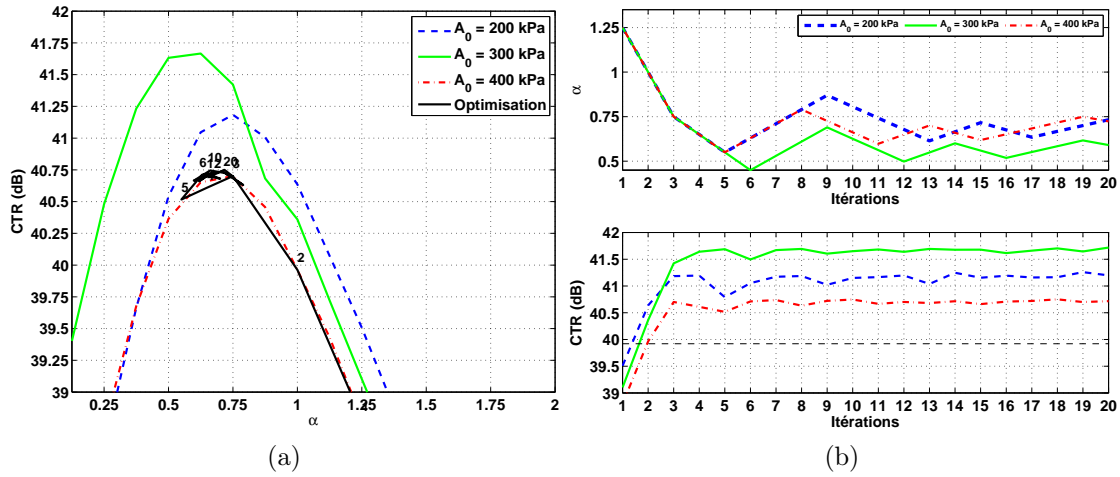 42
41.75
41.5
41.25
41
40.75
40.5
40.25
40
39.75
39.5
39.25
39
CTR (dB)
0.25 0.5 0.75 1 1.25 1.5 1.75 2
α
A0 = 200 kPa
A0 = 300 kPa
A0 = 400 kPa
Optimisation
10
6 12 20 3
5
2
(a)
A0 = 200 kPa A0 = 300 kPa A0 = 400 kPa
1.25
1
0.75
0.5
α
1 2 3 4 5 6 7 8 9 10 11 12 13 14 15 16 17 18 19 20
Itérations
42
41.5
41
40.5
40
39.5
39
CTR (dB)
1 2 3 4 5 6 7 8 9 10 11 12 13 14 15 16 17 18 19 20
Itérations
(b)